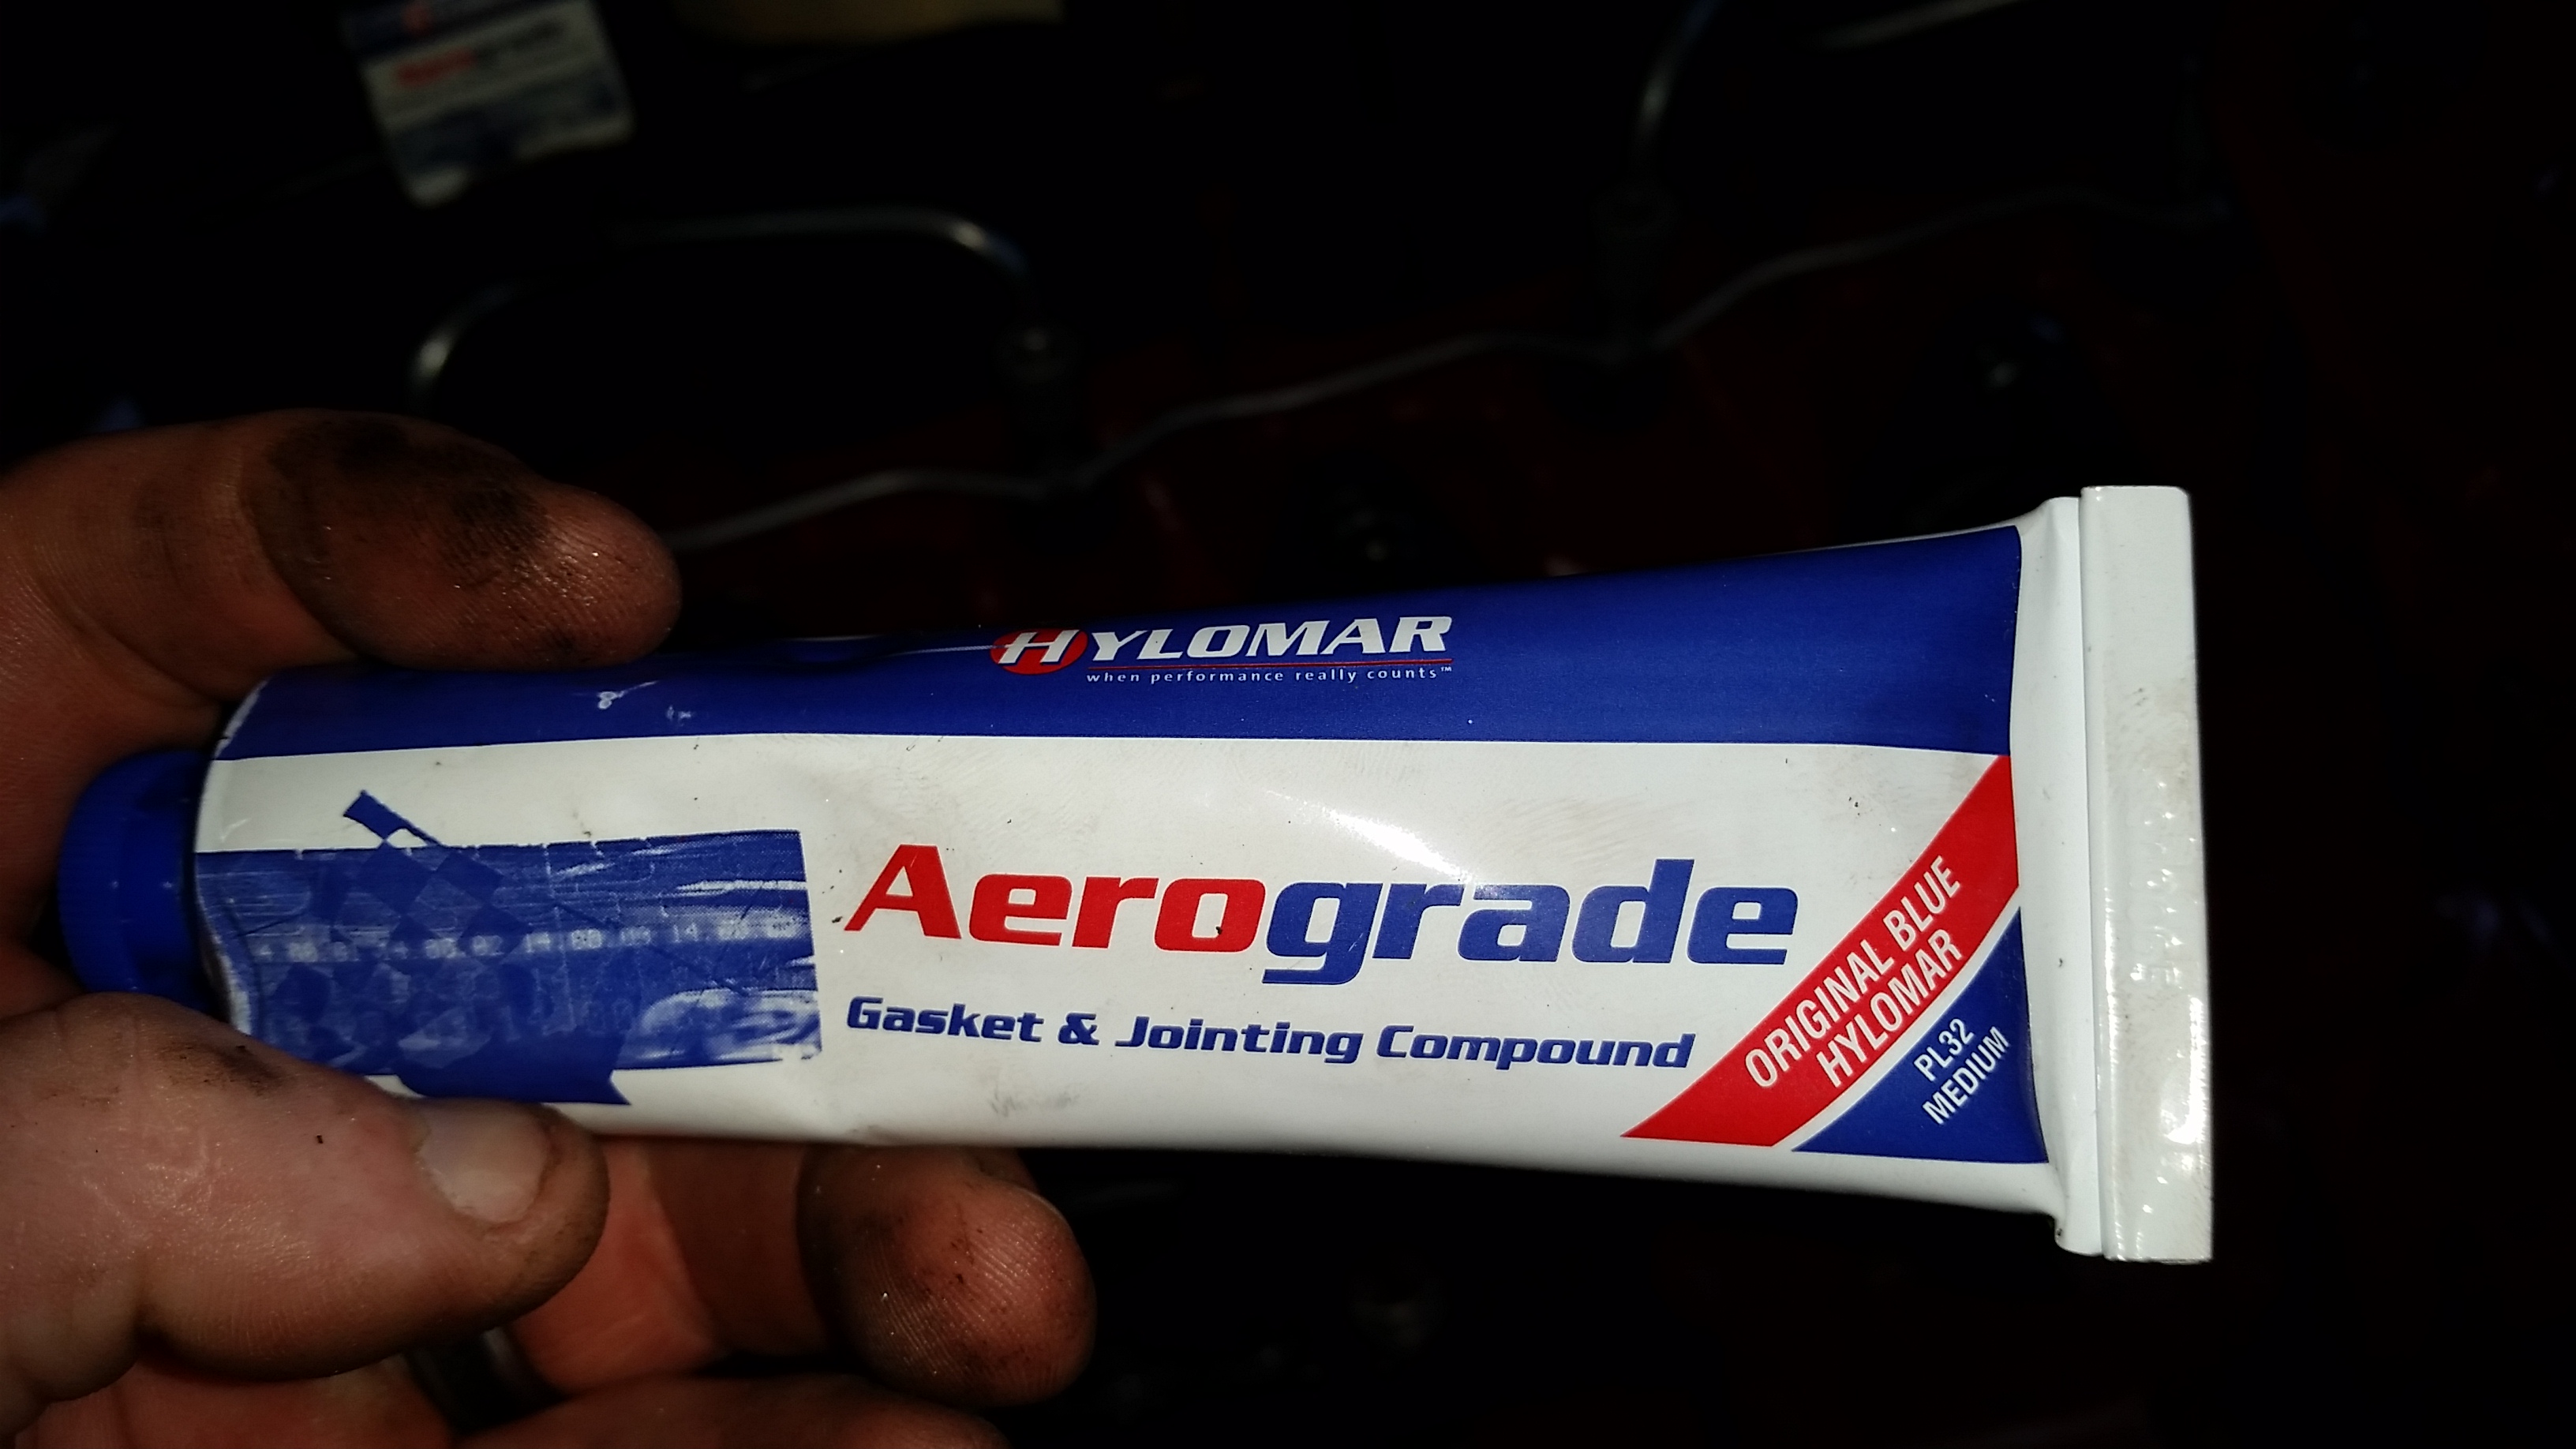 HYLOMAR
when performance really counts™
Aerograde
Gasket & Jointing Compound
ORIGINAL BLUE
HYLOMAR
PL32
MEDIUM